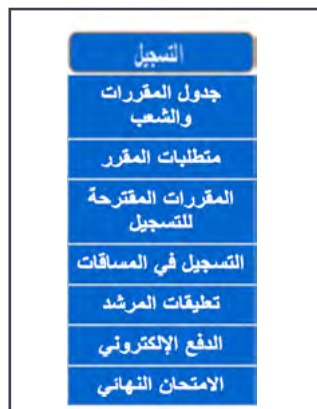 التسجيل
جدول المقررات
والشعب
متطلبات المقرر
المقررات المقترحة
للتسجيل
التسجيل في المساقات
تعليقات المرشد
الدفع الإلكتروني
الامتحان النهائي